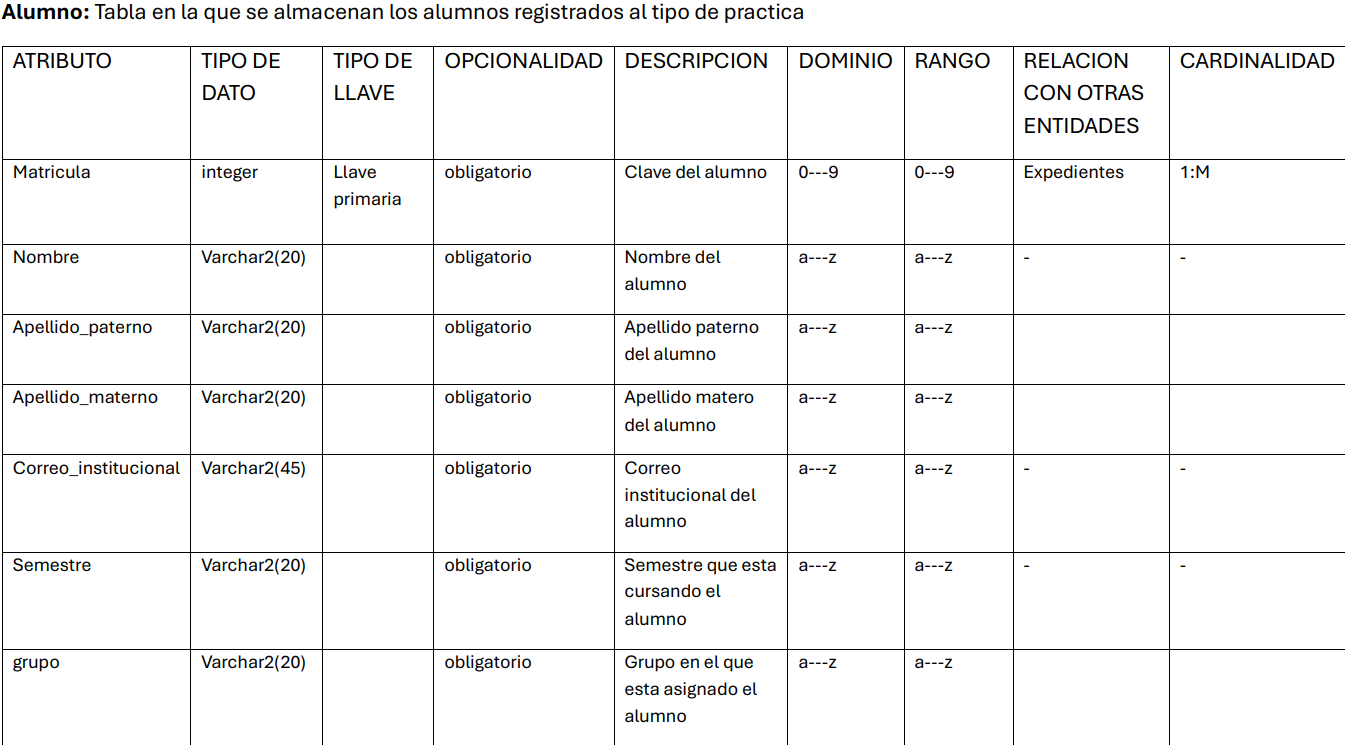 Alumno: Tabla en la que se almacenan los alumnos registrados al tipo de practica
ATRIBUTO TIPO DE DATO TIPO DE LLAVE OPCIONALIDAD DESCRIPCION DOMINIO RANGO RELACION CON OTRAS ENTIDADES CARDINALIDAD
Matricula integer Llave primaria obligatorio Clave del alumno 0---9 0---9 Expedientes 1:M
Nombre Varchar2(20) obligatorio Nombre del alumno a---z a---z - -
Apellido_paterno Varchar2(20) obligatorio Apellido paterno del alumno a---z a---z
Apellido_materno Varchar2(20) obligatorio Apellido matero del alumno a---z a---z
Correo_institucional Varchar2(45) obligatorio Correo institucional del alumno a---z a---z - -
Semestre Varchar2(20) obligatorio Semestre que esta cursando el alumno a---z a---z - -
grupo Varchar2(20) obligatorio Grupo en el que esta asignado el alumno a---z a---z